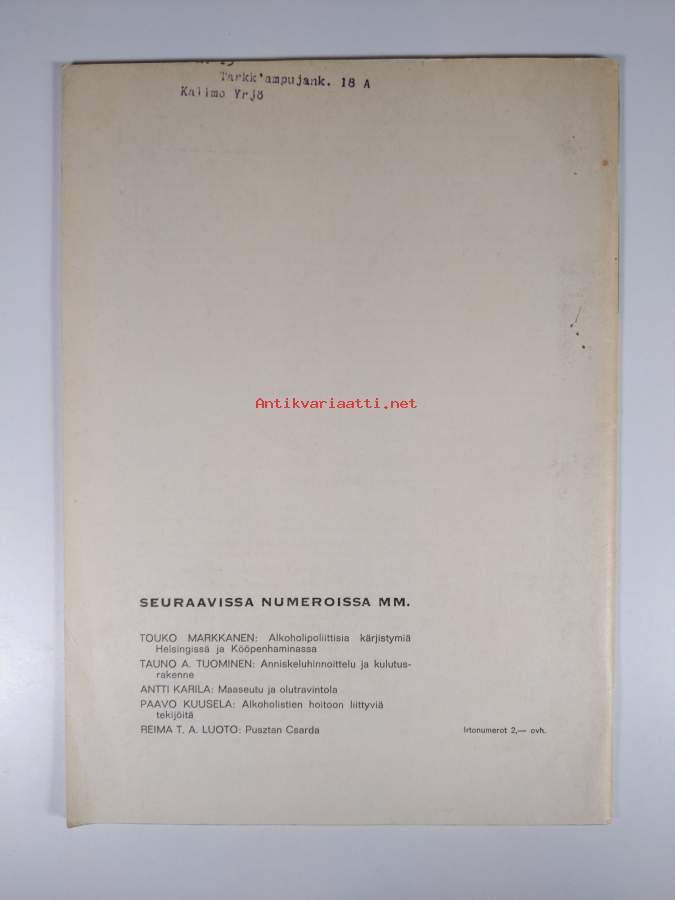 Tarkk'ampujank. 18 A
Kalimo Yrjö
Antikvariaatti.net
SEURAAVISSA NUMEROISSA MM.
TOUKO MARKKANEN: Alkoholipoliittisia kärjistymiä
Helsingissä ja Kööpenhaminassa
TAUNO A. TUOMINEN: Anniskeluhinnoittelu ja kulutus-
rakenne
ANTTI KARILA: Maaseutu ja olutravintola
PAAVO KUUSELA: Alkoholistien hoitoon liittyviä
tekijöitä
REIMA T. A. LUOTO: Pusztan Csarda
Irtonumerot 2,— ovh.